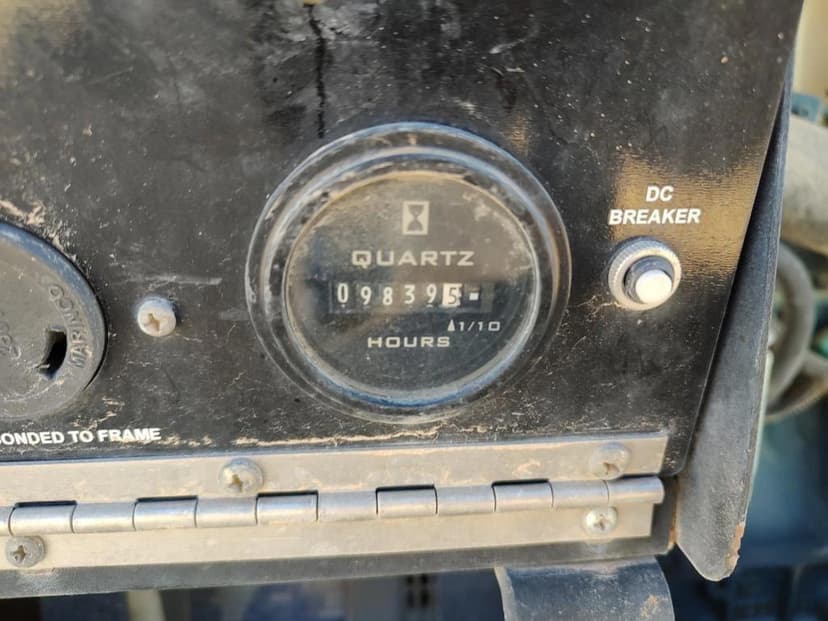 DC
BREAKER
QUARTZ
098395
1/10
HOURS
BONDED TO FRAME